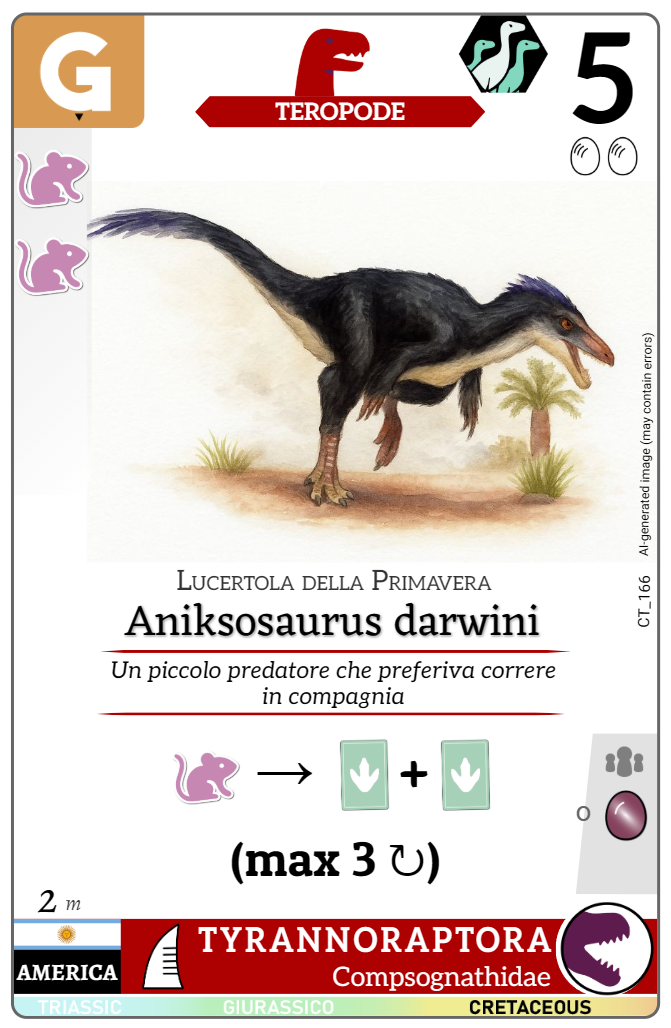 G
TEROPODE
5
AI-generated image (may contain errors)
CT_166
Lucertola della Primavera
Aniksosaurus darwini
Un piccolo predatore che preferiva correre
in compagnia
→ +
(max 3 ↻)
O
2 m
AMERICA
TYRANNORAPTORA
Compsognathidae
TRIASSIC GIURASSICO CRETACEOUS